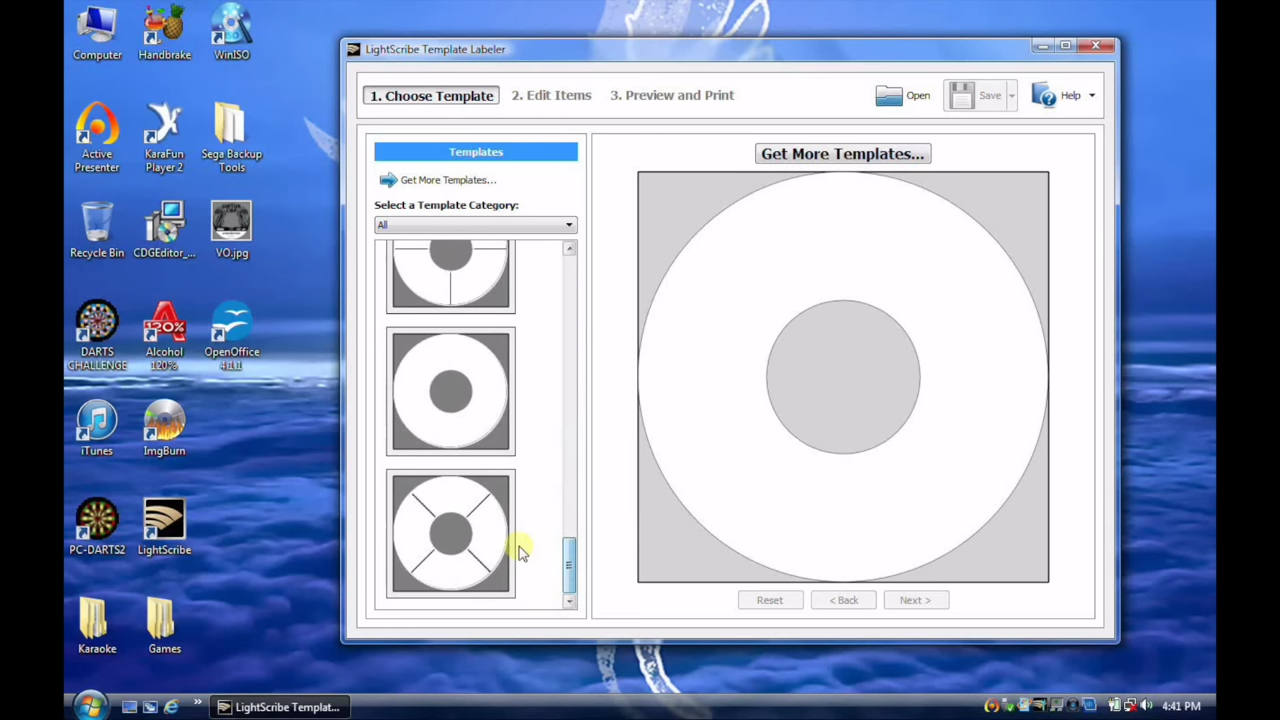 Computer
Handbrake
WinISO
Active
Presenter
KaraFun
Player 2
Sega Backup
Tools
Recycle Bin
CDGEditor_...
VO.jpg
DARTS
CHALLENGE
Alcohol
120%
OpenOffice
4.1.1
iTunes
ImgBurn
PC-DARTS2
LightScribe
Karaoke
Games
LightScribe Template Labeler
1. Choose Template
2. Edit Items
3. Preview and Print
Open
Save
Help
Templates
Get More Templates...
Select a Template Category:
All
Get More Templates...
Reset
< Back
Next >
LightScribe Templat...
4:41 PM